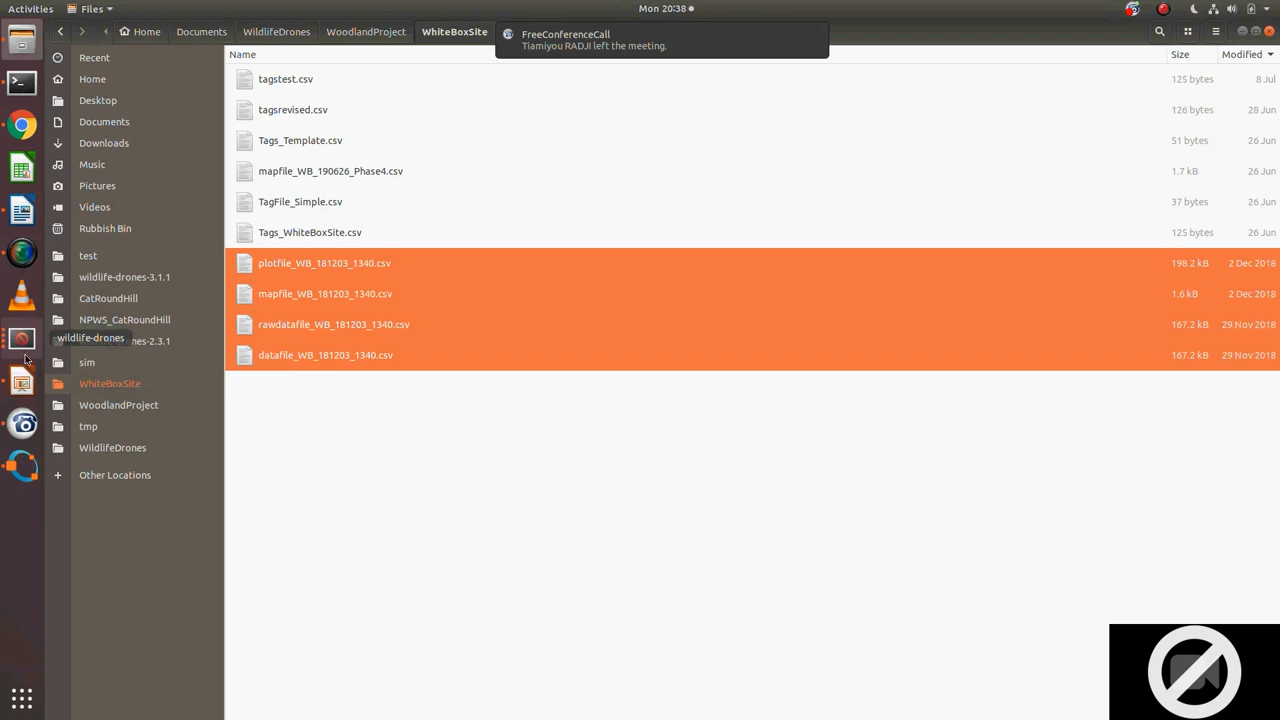 Activities Files Mon 20:38
Home Documents WildlifeDrones WoodlandProject WhiteBoxSite
FreeConferenceCall
Tiamiyou RADJI left the meeting.
Name Size Modified
Recent
Home
Desktop
Documents
Downloads
Music
Pictures
Videos
Rubbish Bin
test
wildlife-drones-3.1.1
CatRoundHill
NPWS_CatRoundHill
wildlife-drones
nes-2.3.1
sim
WhiteBoxSite
WoodlandProject
tmp
WildlifeDrones
Other Locations
tagstest.csv 125 bytes 8 Jul
tagsrevised.csv 126 bytes 28 Jun
Tags_Template.csv 51 bytes 26 Jun
mapfile_WB_190626_Phase4.csv 1.7 kB 26 Jun
TagFile_Simple.csv 37 bytes 26 Jun
Tags_WhiteBoxSite.csv 125 bytes 26 Jun
plotfile_WB_181203_1340.csv 198.2 kB 2 Dec 2018
mapfile_WB_181203_1340.csv 1.6 kB 2 Dec 2018
rawdatafile_WB_181203_1340.csv 167.2 kB 29 Nov 2018
datafile_WB_181203_1340.csv 167.2 kB 29 Nov 2018